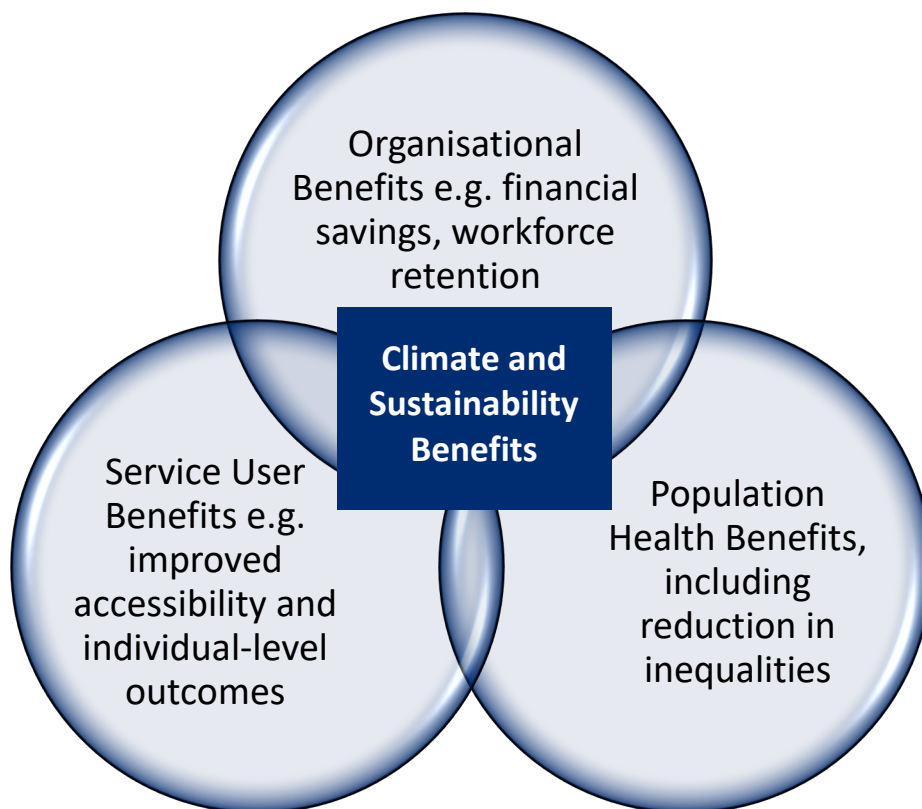 Organisational
Benefits e.g. financial
savings, workforce
retention
Climate and
Sustainability
Benefits
Service User
Benefits e.g.
improved
accessibility and
individual-level
outcomes
Population
Health Benefits,
including
reduction in
inequalities